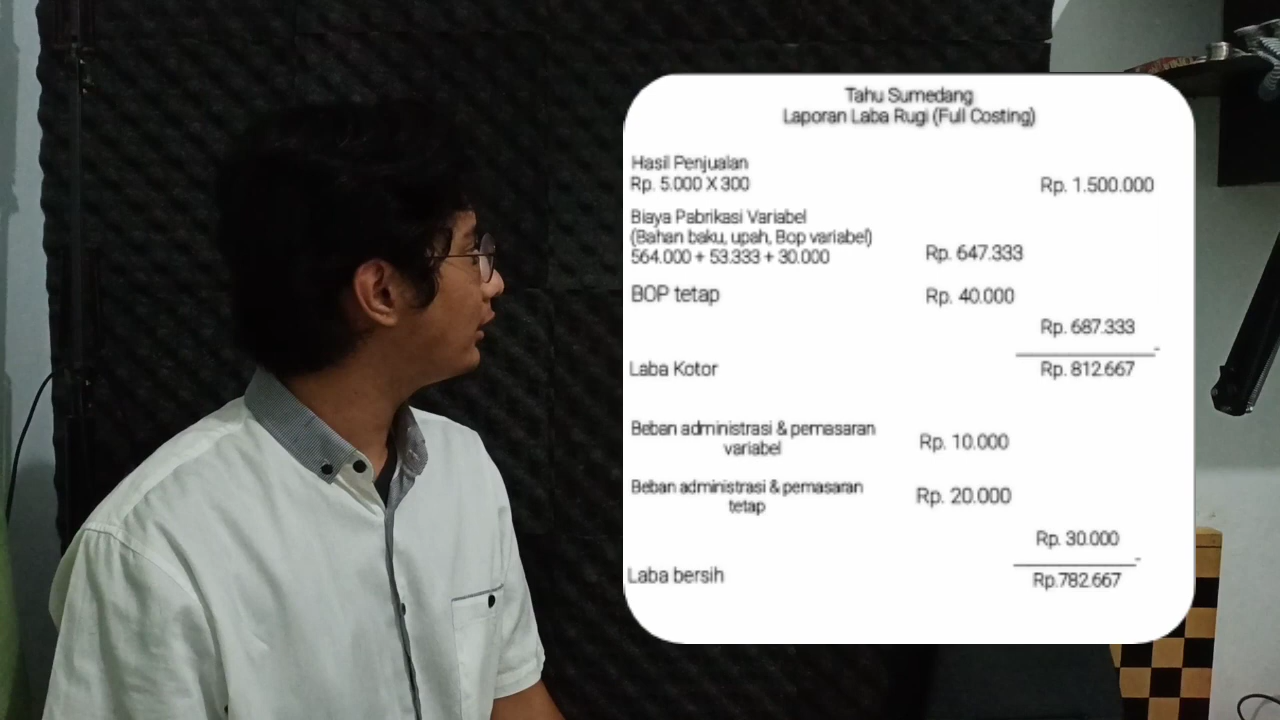 Tahu Sumedang
Laporan Laba Rugi (Full Costing)
Hasil Penjualan
Rp. 5.000 X 300 Rp. 1.500.000
Biaya Pabrikasi Variabel
(Bahan baku, upah, Bop variabel)
564.000 + 53.333 + 30.000 Rp. 647.333
BOP tetap Rp. 40.000
Rp. 687.333
-
Laba Kotor Rp. 812.667
Beban administrasi & pemasaran
variabel Rp. 10.000
Beban administrasi & pemasaran
tetap Rp. 20.000
Rp. 30.000
-
Laba bersih Rp.782.667